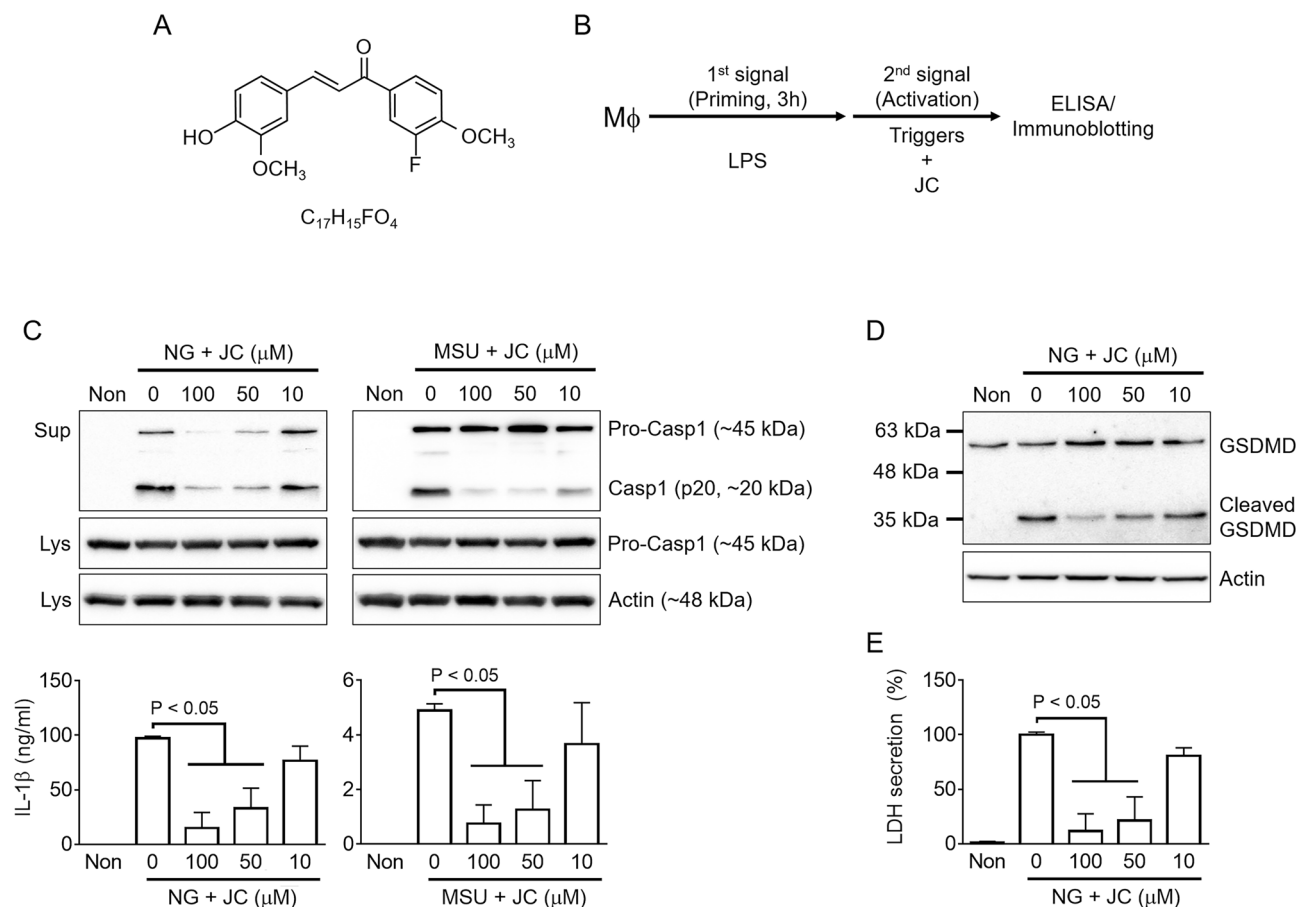 A
O
HO
OCH3
F
OCH3
C17H15FO4
B
Mϕ
1st signal
(Priming, 3h)
LPS
2nd signal
(Activation)
Triggers
+
JC
ELISA/
Immunoblotting
C
NG + JC (μM)
Non 0 100 50 10
MSU + JC (μM)
Non 0 100 50 10
Sup
Pro-Casp1 (~45 kDa)
Casp1 (p20, ~20 kDa)
Lys
Pro-Casp1 (~45 kDa)
Lys
Actin (~48 kDa)
IL-1β (ng/ml)
150
100
50
0
P < 0.05
Non 0 100 50 10
NG + JC (μM)
6
4
2
0
P < 0.05
Non 0 100 50 10
MSU + JC (μM)
D
NG + JC (μM)
Non 0 100 50 10
63 kDa
48 kDa
35 kDa
GSDMD
Cleaved
GSDMD
Actin
E
LDH secretion (%)
150
100
50
0
P < 0.05
Non 0 100 50 10
NG + JC (μM)